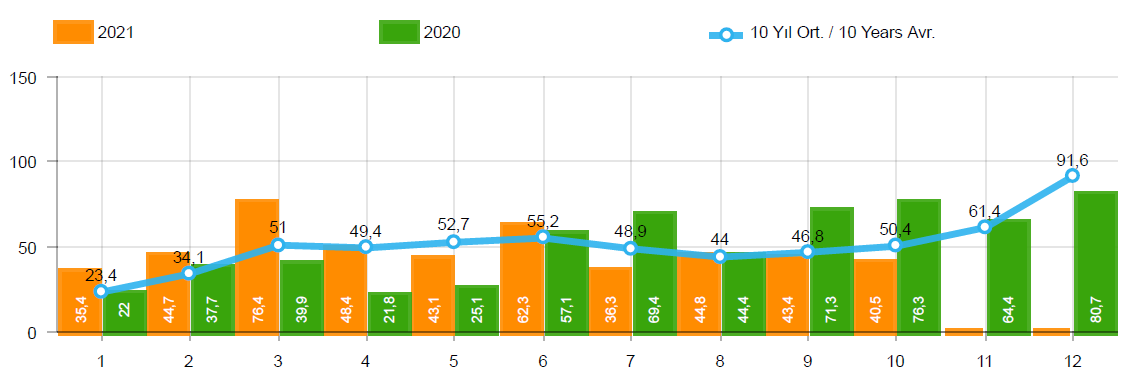 2021 2020 10 Yıl Ort. / 10 Years Avr.
150
100
50
0
23,4 34,1 51 49,4 52,7 55,2 48,9 44 46,8 50,4 61,4 91,6
35,4 22 44,7 37,7 76,4 39,9 48,4 21,8 43,1 25,1 62,3 57,1 36,3 69,4 44,8 44,4 43,4 71,3 40,5 76,3 64,4 80,7
1 2 3 4 5 6 7 8 9 10 11 12